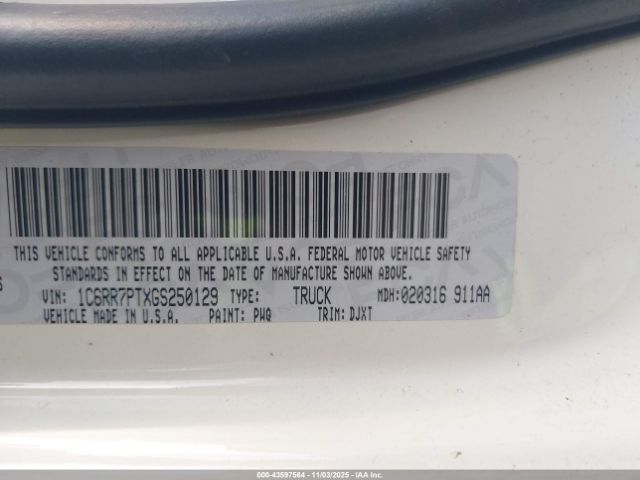 THIS VEHICLE CONFORMS TO ALL APPLICABLE U.S.A. FEDERAL MOTOR VEHICLE SAFETY
STANDARDS IN EFFECT ON THE DATE OF MANUFACTURE SHOWN ABOVE.
VIN: 1C6RR7PTXGS250129 TYPE: TRUCK MDH:020316 911AA
VEHICLE MADE IN U.S.A. PAINT: PWQ TRIM: DJXT
000-43597564 - 11/03/2025 - IAA Inc.